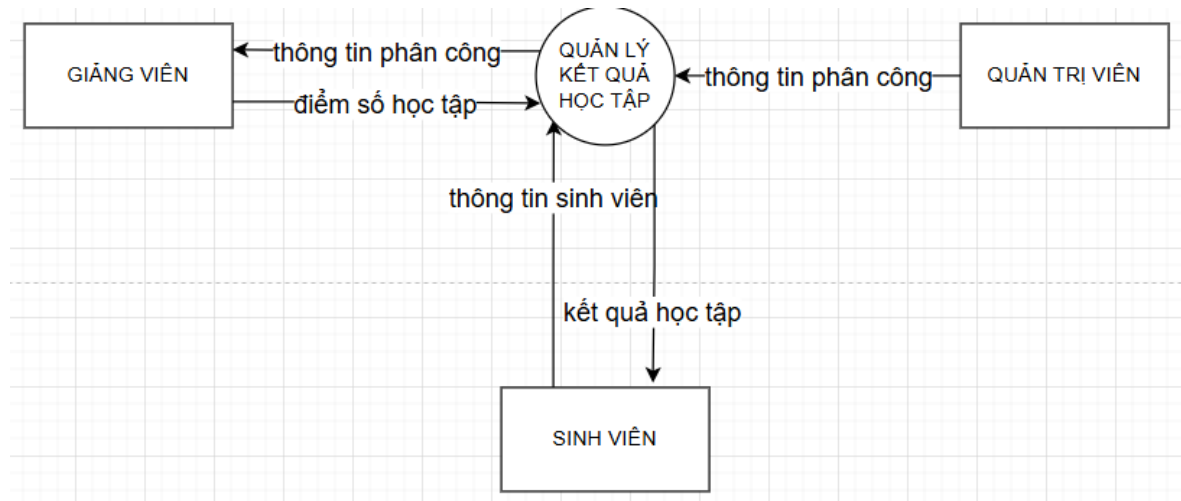 GIẢNG VIÊN
thông tin phân công
điểm số học tập
QUẢN LÝ
KẾT QUẢ
HỌC TẬP
thông tin phân công
QUẢN TRỊ VIÊN
thông tin sinh viên
kết quả học tập
SINH VIÊN